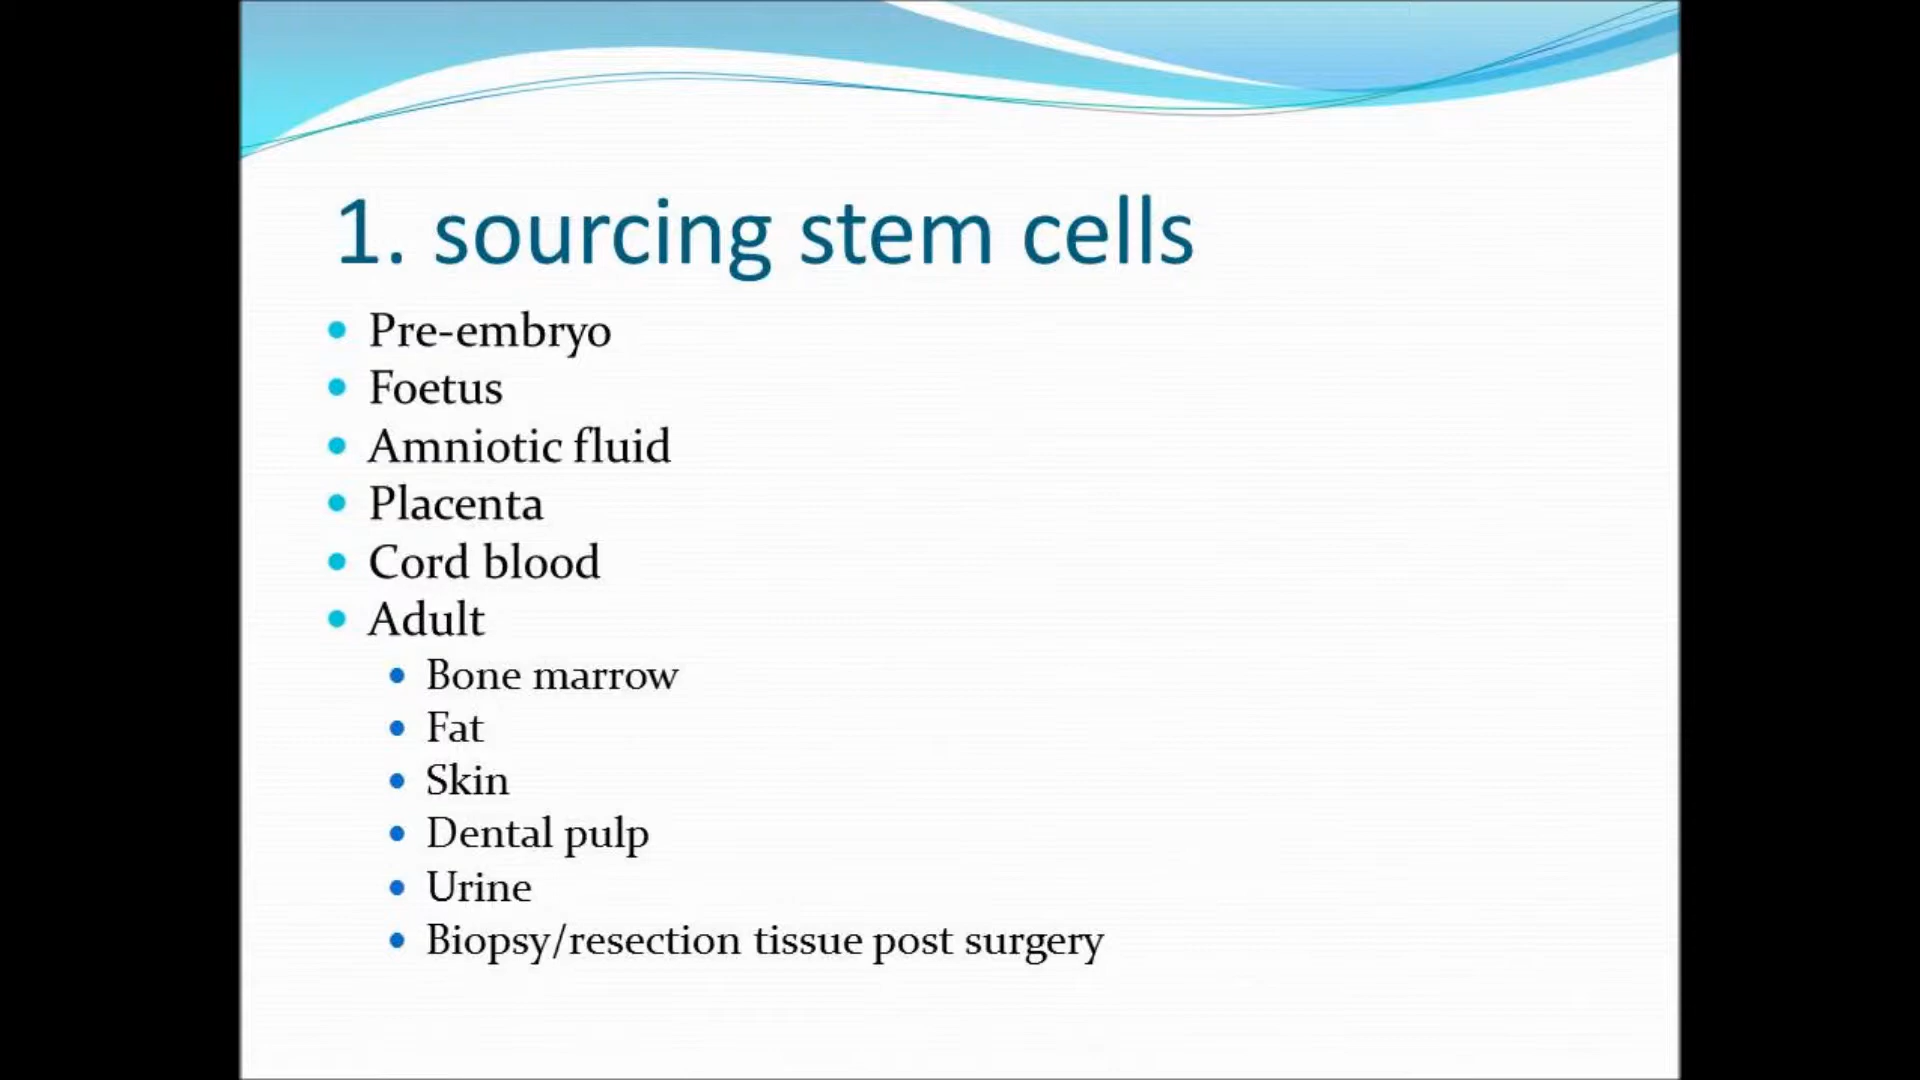 1. sourcing stem cells
Pre-embryo
Foetus
Amniotic fluid
Placenta
Cord blood
Adult
Bone marrow
Fat
Skin
Dental pulp
Urine
Biopsy/resection tissue post surgery